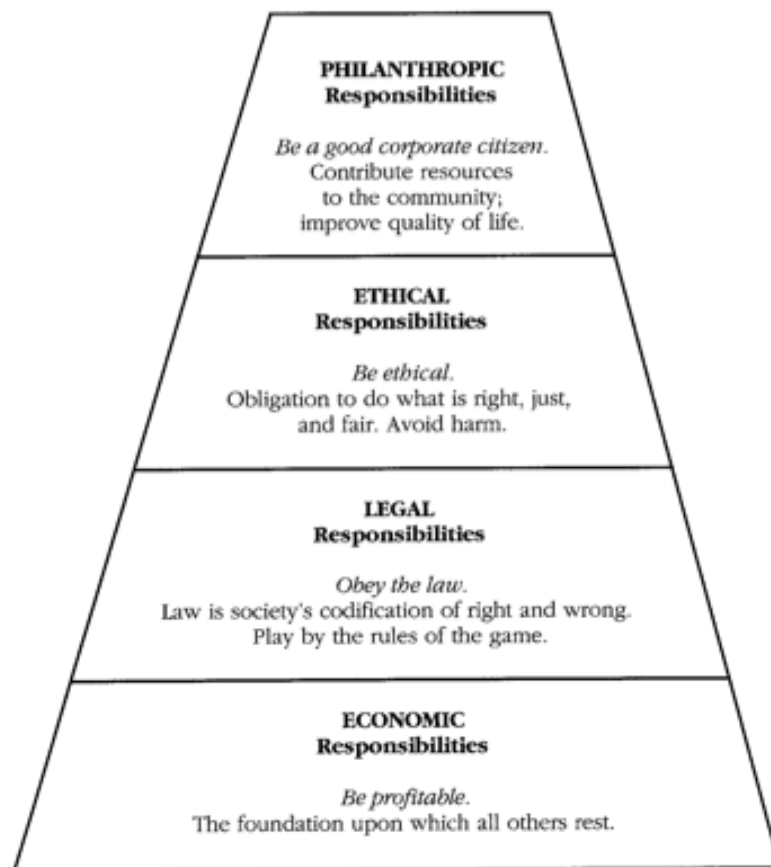 PHILANTHROPIC
Responsibilities
Be a good corporate citizen.
Contribute resources
to the community;
improve quality of life.
ETHICAL
Responsibilities
Be ethical.
Obligation to do what is right, just,
and fair. Avoid harm.
LEGAL
Responsibilities
Obey the law.
Law is society's codification of right and wrong.
Play by the rules of the game.
ECONOMIC
Responsibilities
Be profitable.
The foundation upon which all others rest.